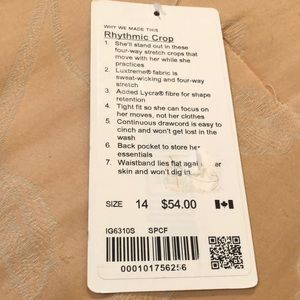 WHY WE MADE THIS
Rhythmic Crop
1. She'll stand out in these
four-way stretch crops that
move with her while she
practices
2. Luxtreme® fabric is
sweat-wicking and four-way
stretch
3. Added Lycra® fibre for shape
retention
4. Tight fit so she can focus on
her moves, not her clothes
5. Continuous drawcord is easy to
cinch and won't get lost in the
wash
6. Back pocket to store her
essentials
7. Waistband lies flat again
skin and won't dig in
SIZE 14 $54.00
IG6310S SPCF
000101756256